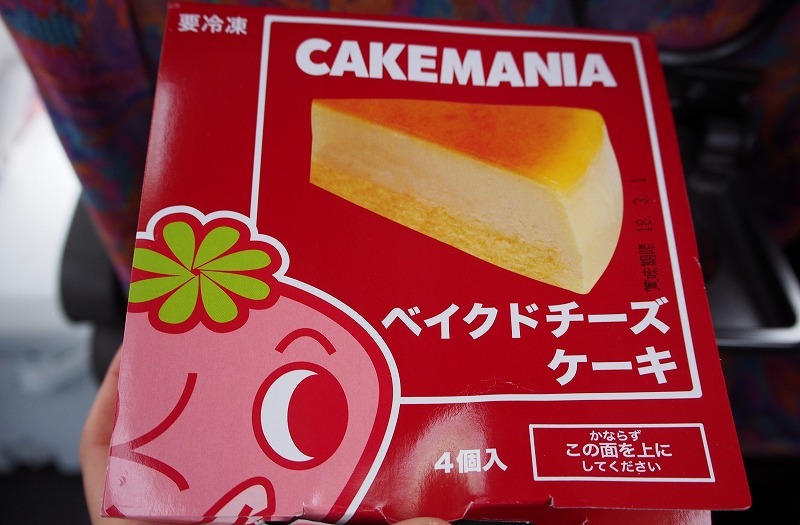 要冷凍
CAKEMANIA
賞味期限 18.3.1
ベイクドチーズ
ケーキ
4個入
かならず
この面を上に
してください